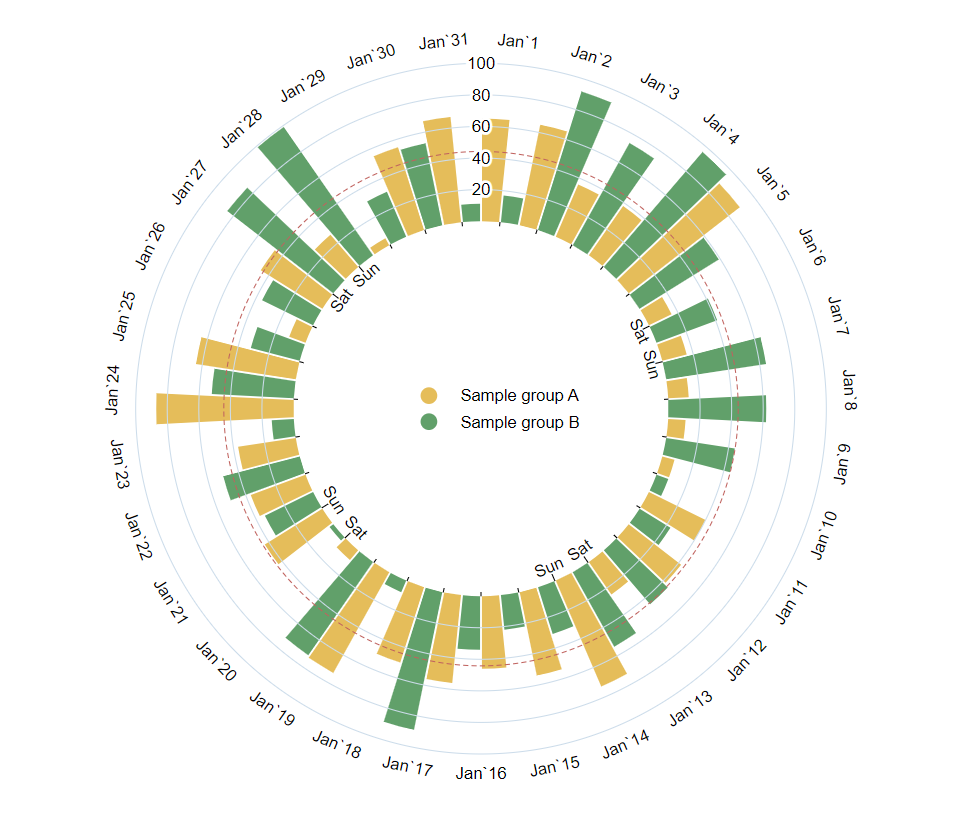 Jan`1
Jan`2
Jan`3
Jan`4
Jan`5
Jan`6
Jan`7
Jan`8
Jan`9
Jan`10
Jan`11
Jan`12
Jan`13
Jan`14
Jan`15
Jan`16
Jan`17
Jan`18
Jan`19
Jan`20
Jan`21
Jan`22
Jan`23
Jan`24
Jan`25
Jan`26
Jan`27
Jan`28
Jan`29
Jan`30
Jan`31
100
80
60
40
20
Sat
Sun
Sat
Sun
Sat
Sun
Sat
Sun
Sample group A
Sample group B